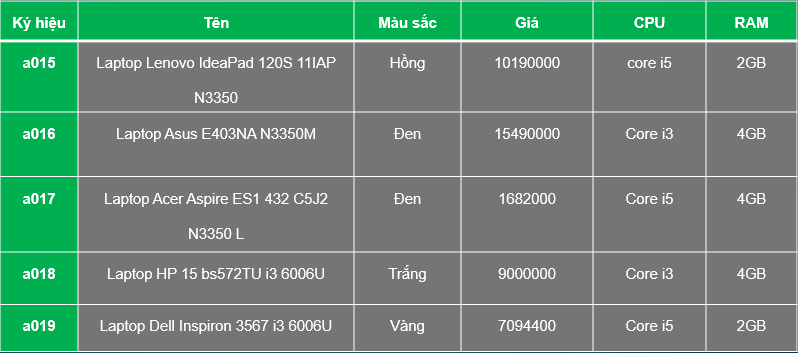 Ký hiệu Tên Màu sắc Giá CPU RAM
a015 Laptop Lenovo IdeaPad 120S 11IAP Hồng 10190000 core i5 2GB
N3350
a016 Laptop Asus E403NA N3350M Đen 15490000 Core i3 4GB
a017 Laptop Acer Aspire ES1 432 C5J2 Đen 1682000 Core i5 4GB
N3350 L
a018 Laptop HP 15 bs572TU i3 6006U Trắng 9000000 Core i3 4GB
a019 Laptop Dell Inspiron 3567 i3 6006U Vàng 7094400 Core i5 2GB